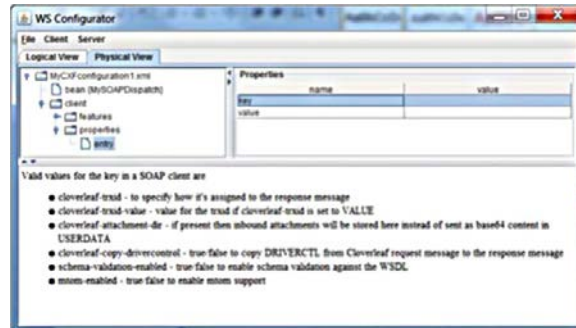 WS Configurator
File Client Server
Logical View Physical View
MyCXFconfiguration1.xml
bean (MySOAPDispatch)
client
features
properties
entry
Properties
name value
key
value
Valid values for the key in a SOAP client are
cloverleaf-trxid - to specify how it's assigned to the response message
cloverleaf-trxid-value - value for the trxid if cloverleaf-trxid is set to VALUE
cloverleaf-attachment-dir - if present then inbound attachments will be stored here instead of sent as base64 content in
USERDATA
cloverleaf-copy-drivercontrol - true/false to copy DRIVERCTL from Cloverleaf request message to the response message
schema-validation-enabled - true/false to enable schema validation against the WSDL
mtom-enabled - true/false to enable mtom support